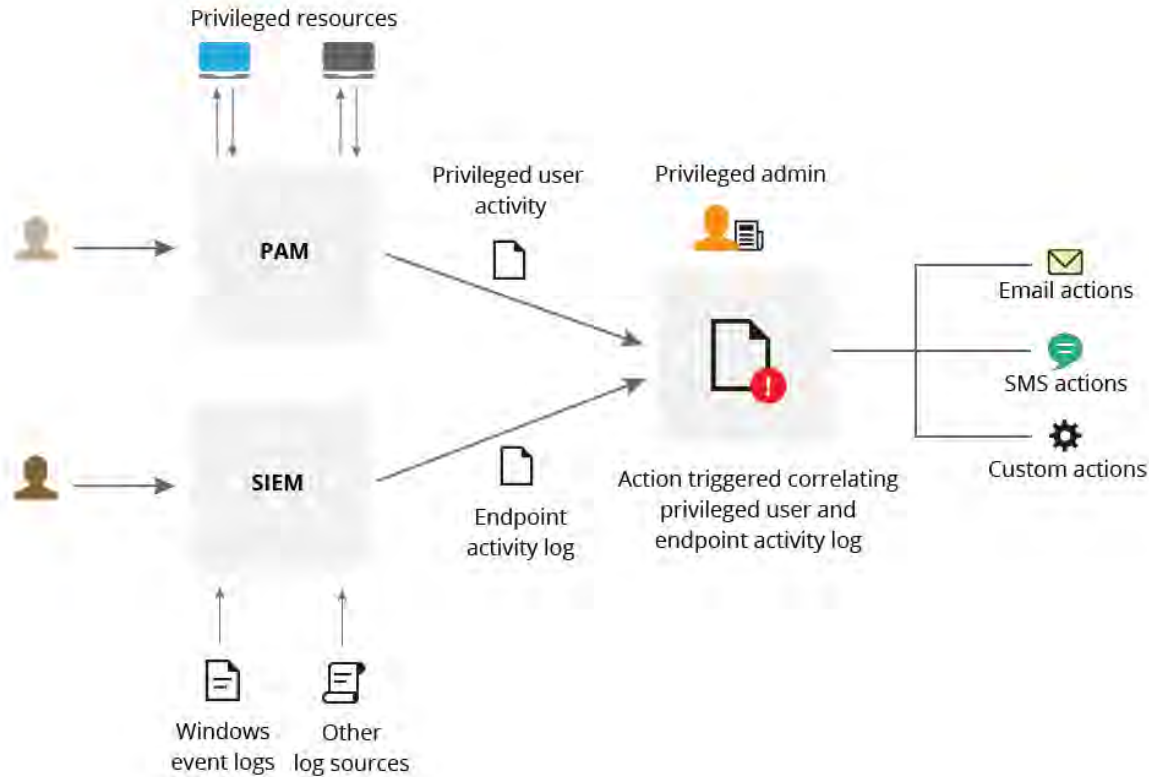 Privileged resources
Privileged user
activity
Privileged admin
PAM
Email actions
SMS actions
SIEM
Custom actions
Action triggered correlating
privileged user and
endpoint activity log
Endpoint
activity log
Windows
event logs
Other
log sources